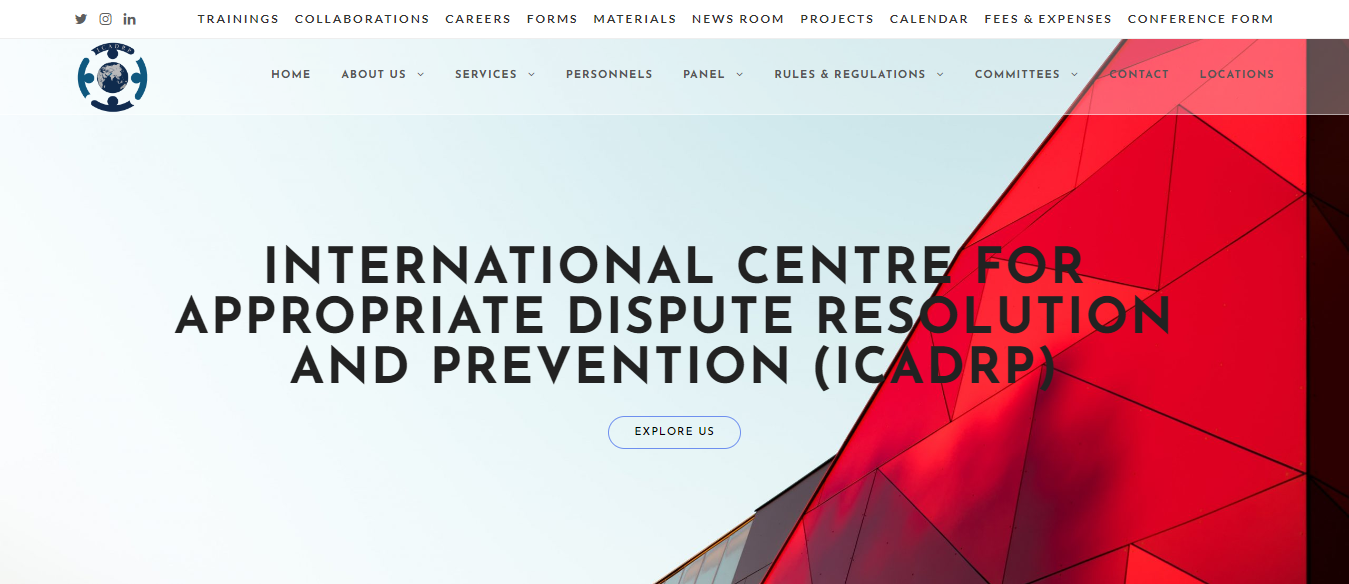 TRAININGS COLLABORATIONS CAREERS FORMS MATERIALS NEWS ROOM PROJECTS CALENDAR FEES & EXPENSES CONFERENCE FORM
ICADRP
HOME ABOUT US SERVICES PERSONNELS PANEL RULES & REGULATIONS COMMITTEES CONTACT LOCATIONS
INTERNATIONAL CENTRE FOR
APPROPRIATE DISPUTE RESOLUTION
AND PREVENTION (ICADRP)
EXPLORE US